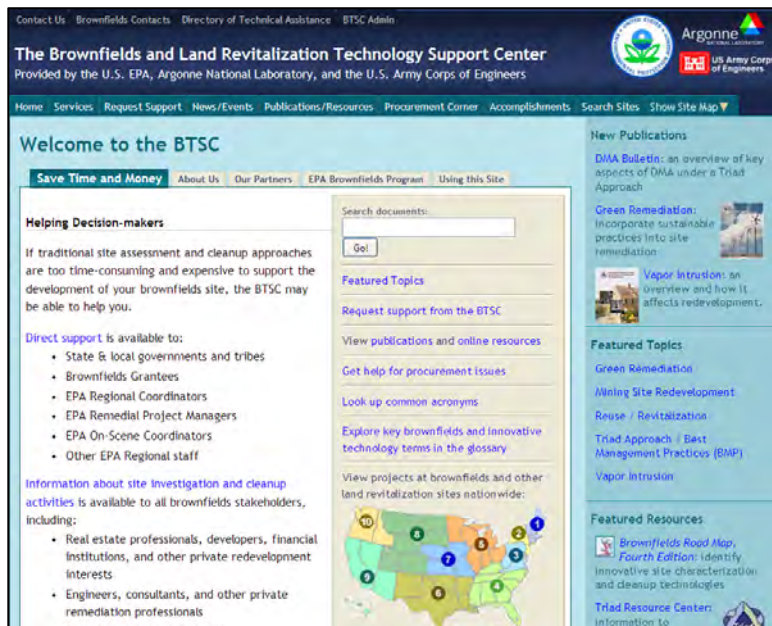 Contact Us Brownfields Contacts Directory of Technical Assistance BTSC Admin
The Brownfields and Land Revitalization Technology Support Center
Provided by the U.S. EPA, Argonne National Laboratory, and the U.S. Army Corps of Engineers
Argonne
NATIONAL LABORATORY
US Army Corps
of Engineers
Home Services Request Support News/Events Publications/Resources Procurement Corner Accomplishments Search Sites Show Site Map
Welcome to the BTSC
Save Time and Money About Us Our Partners EPA Brownfields Program Using this Site
Helping Decision-makers
If traditional site assessment and cleanup approaches
are too time-consuming and expensive to support the
development of your brownfields site, the BTSC may
be able to help you.
Direct support is available to:
• State & local governments and tribes
• Brownfields Grantees
• EPA Regional Coordinators
• EPA Remedial Project Managers
• EPA On-Scene Coordinators
• Other EPA Regional staff
Information about site investigation and cleanup
activities is available to all brownfields stakeholders,
including:
• Real estate professionals, developers, financial
institutions, and other private redevelopment
interests
• Engineers, consultants, and other private
remediation professionals
Search documents:
Go!
Featured Topics
Request support from the BTSC
View publications and online resources
Get help for procurement issues
Look up common acronyms
Explore key brownfields and innovative
technology terms in the glossary
View projects at brownfields and other
land revitalization sites nationwide:
10
8
5
2
1
7
3
9
6
4
New Publications
DMA Bulletin: an overview of key
aspects of DMA under a Triad
Approach
Green Remediation:
incorporate sustainable
practices into site
remediation
Vapor Intrusion: an
overview and how it
affects redevelopment.
Featured Topics
Green Remediation
Mining Site Redevelopment
Reuse / Revitalization
Triad Approach / Best
Management Practices (BMP)
Vapor Intrusion
Featured Resources
Brownfields Road Map,
Fourth Edition: identify
innovative site characterization
and cleanup technologies
Triad Resource Center:
information to